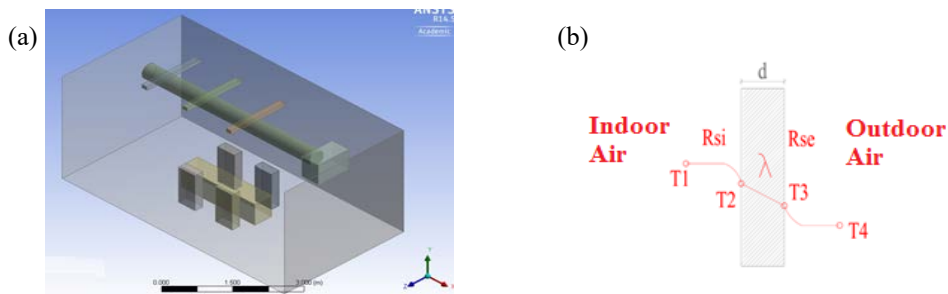 (a)
ANSYS
R14.5
Academic
0.000
1.500
3.000 (m)
Y
Z
X
(b)
d
Indoor
Air
Rsi
λ
Rse
Outdoor
Air
T1
T2
T3
T4